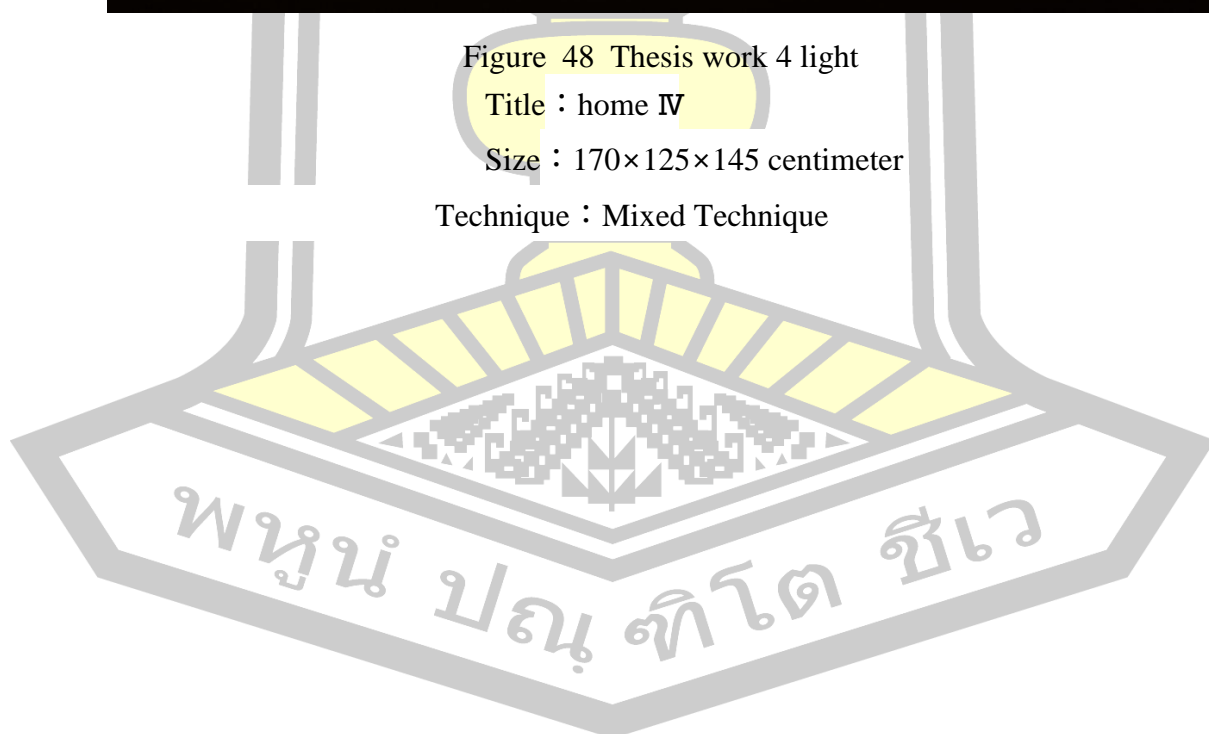 Figure 48 Thesis work 4 light
Title：home Ⅳ
Size：170×125×145 centimeter
Technique：Mixed Technique
พหูนํ ปณฺฑิโต ชีเว